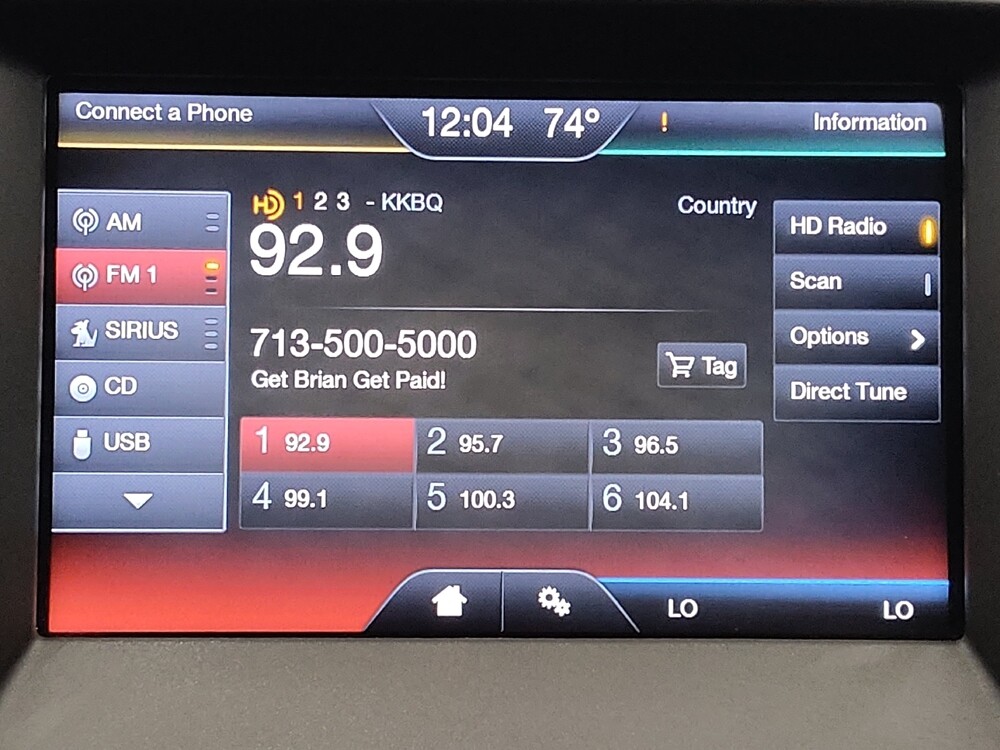 Connect a Phone
12:04 74°
!
Information
AM
FM 1
SIRIUS
CD
USB
HD 1 2 3 - KKBQ
Country
92.9
713-500-5000
Get Brian Get Paid!
Tag
1 92.9
2 95.7
3 96.5
4 99.1
5 100.3
6 104.1
HD Radio
Scan
Options
Direct Tune
LO
LO